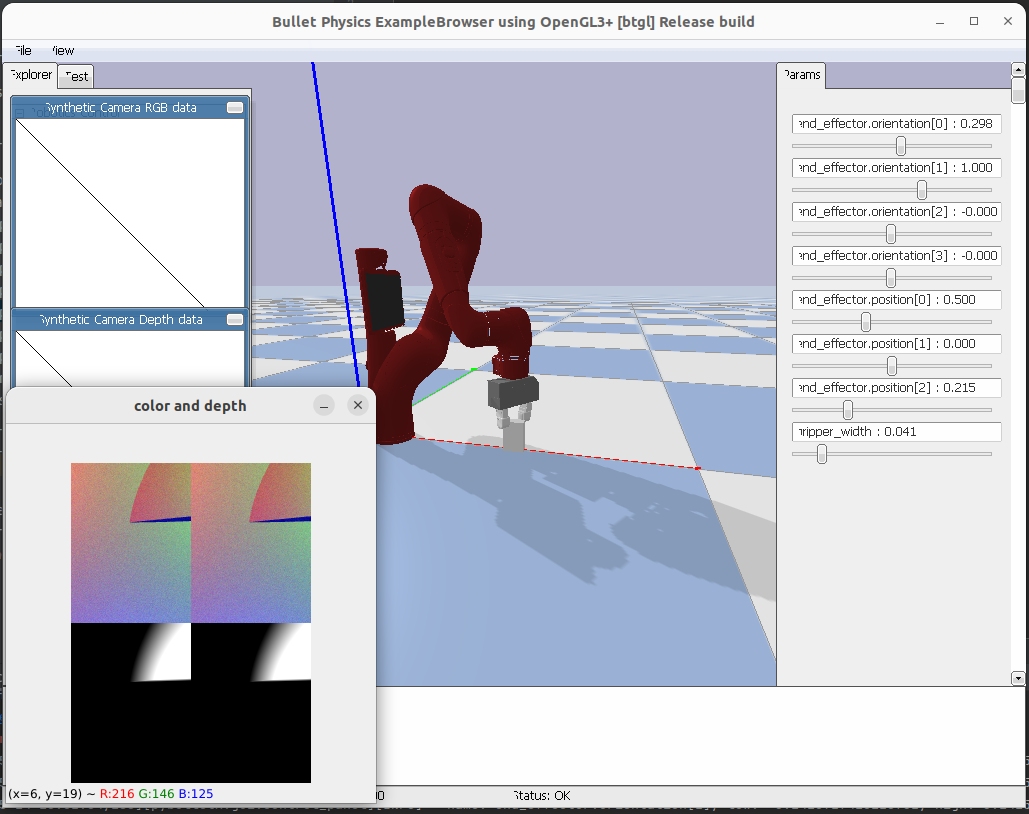 Bullet Physics ExampleBrowser using OpenGL3+ [btgl] Release build
File View
Explorer Test
Synthetic Camera RGB data
Synthetic Camera Depth data
color and depth
(x=6, y=19) ~ R:216 G:146 B:125
Params
end_effector.orientation[0] : 0.298
end_effector.orientation[1] : 1.000
end_effector.orientation[2] : -0.000
end_effector.orientation[3] : -0.000
end_effector.position[0] : 0.500
end_effector.position[1] : 0.000
end_effector.position[2] : 0.215
gripper_width : 0.041
Status: OK